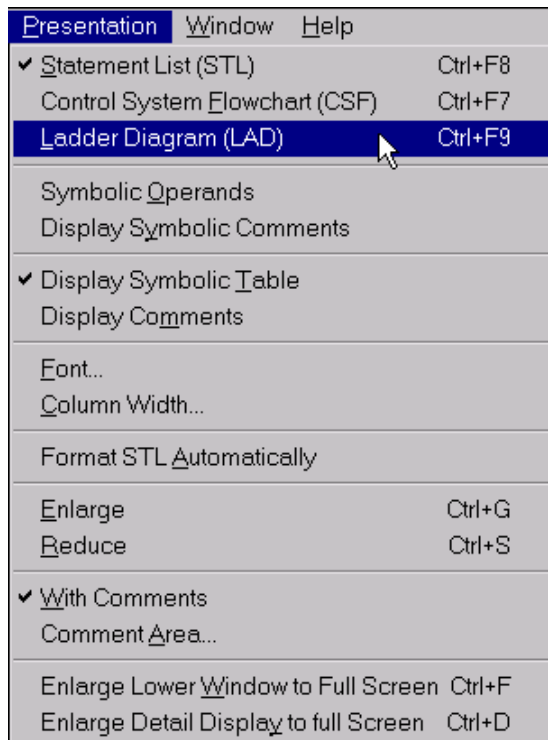 Presentation Window Help
✔ Statement List (STL) Ctrl+F8
Control System Flowchart (CSF) Ctrl+F7
Ladder Diagram (LAD) Ctrl+F9
Symbolic Operands
Display Symbolic Comments
✔ Display Symbolic Table
Display Comments
Font...
Column Width...
Format STL Automatically
Enlarge Ctrl+G
Reduce Ctrl+S
✔ With Comments
Comment Area...
Enlarge Lower Window to Full Screen Ctrl+F
Enlarge Detail Display to full Screen Ctrl+D